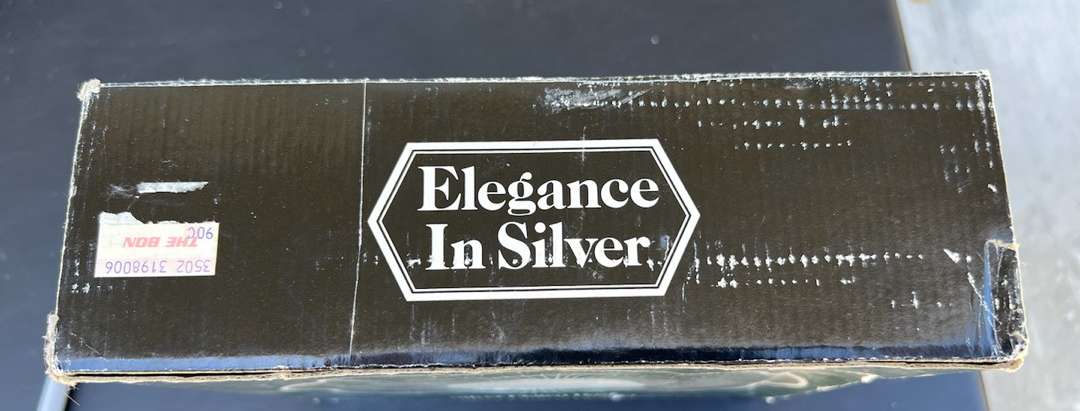 Elegance
In Silver
3502 3198006
THE BON